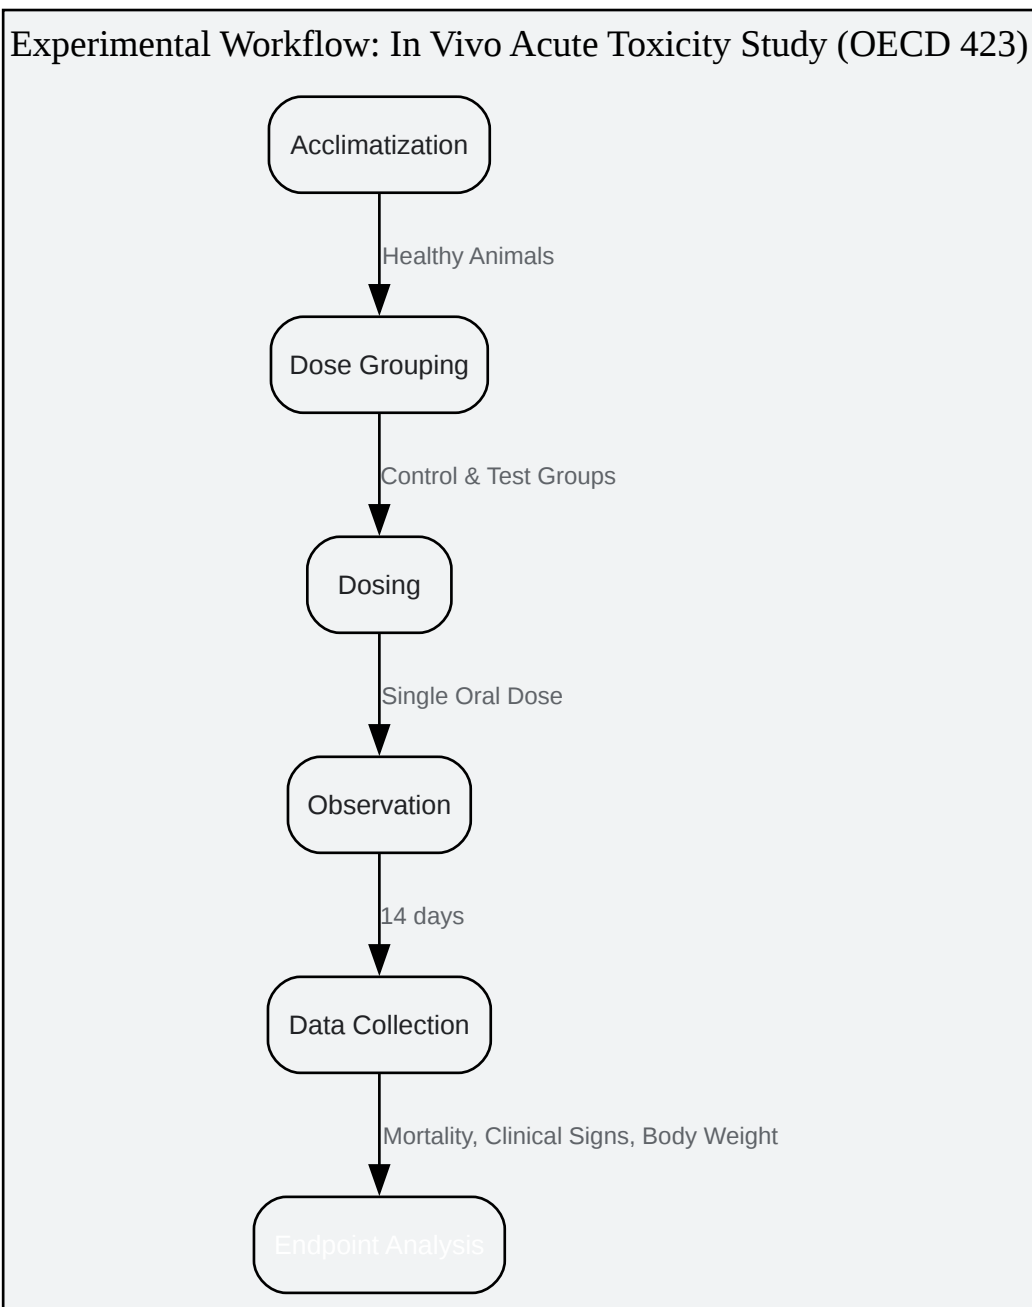 Experimental Workflow: In Vivo Acute Toxicity Study (OECD 423)
Acclimatization
Healthy Animals
Dose Grouping
Control & Test Groups
Dosing
Single Oral Dose
Observation
14 days
Data Collection
Mortality, Clinical Signs, Body Weight
Endpoint Analysis